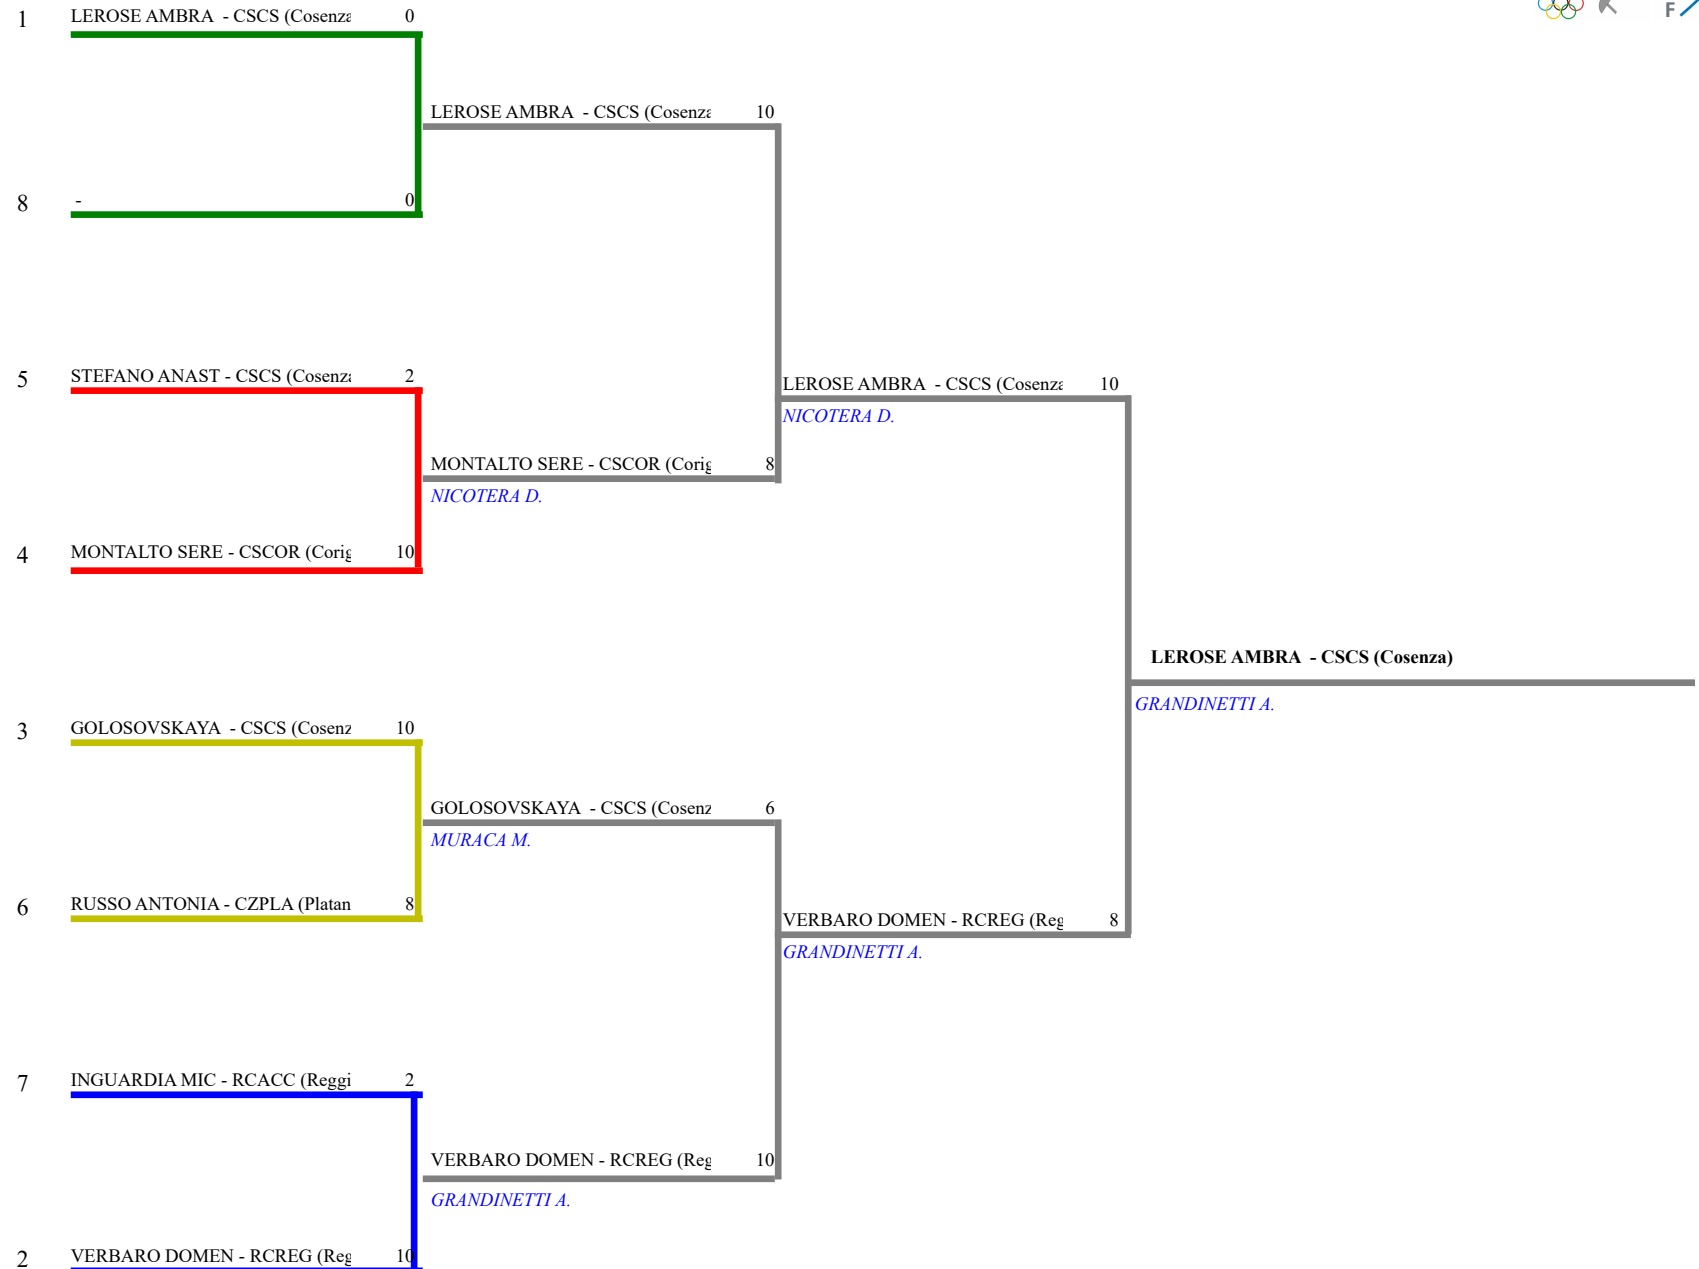 1 LEROSE AMBRA - CSCS (Cosenza 0
F
LEROSE AMBRA - CSCS (Cosenza 10
8 - 0
5 STEFANO ANAST - CSCS (Cosenza 2
LEROSE AMBRA - CSCS (Cosenza 10
NICOTERA D.
MONTALTO SERE - CSCOR (Corig 8
NICOTERA D.
4 MONTALTO SERE - CSCOR (Corig 10
LEROSE AMBRA - CSCS (Cosenza)
GRANDINETTI A.
3 GOLOSOVSKAYA - CSCS (Cosenz 10
GOLOSOVSKAYA - CSCS (Cosenz 6
MURACA M.
6 RUSSO ANTONIA - CZPLA (Platan 8
VERBARO DOMEN - RCREG (Reg 8
GRANDINETTI A.
7 INGUARDIA MIC - RCACC (Reggi 2
VERBARO DOMEN - RCREG (Reg 10
GRANDINETTI A.
2 VERBARO DOMEN - RCREG (Reg 10